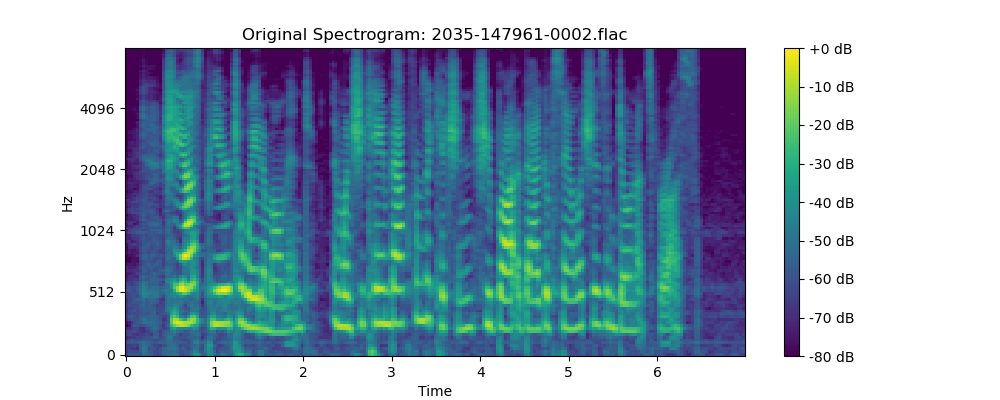 Original Spectrogram: 2035-147961-0002.flac
Hz
4096
2048
1024
512
0
0 1 2 3 4 5 6
Time
+0 dB
-10 dB
-20 dB
-30 dB
-40 dB
-50 dB
-60 dB
-70 dB
-80 dB